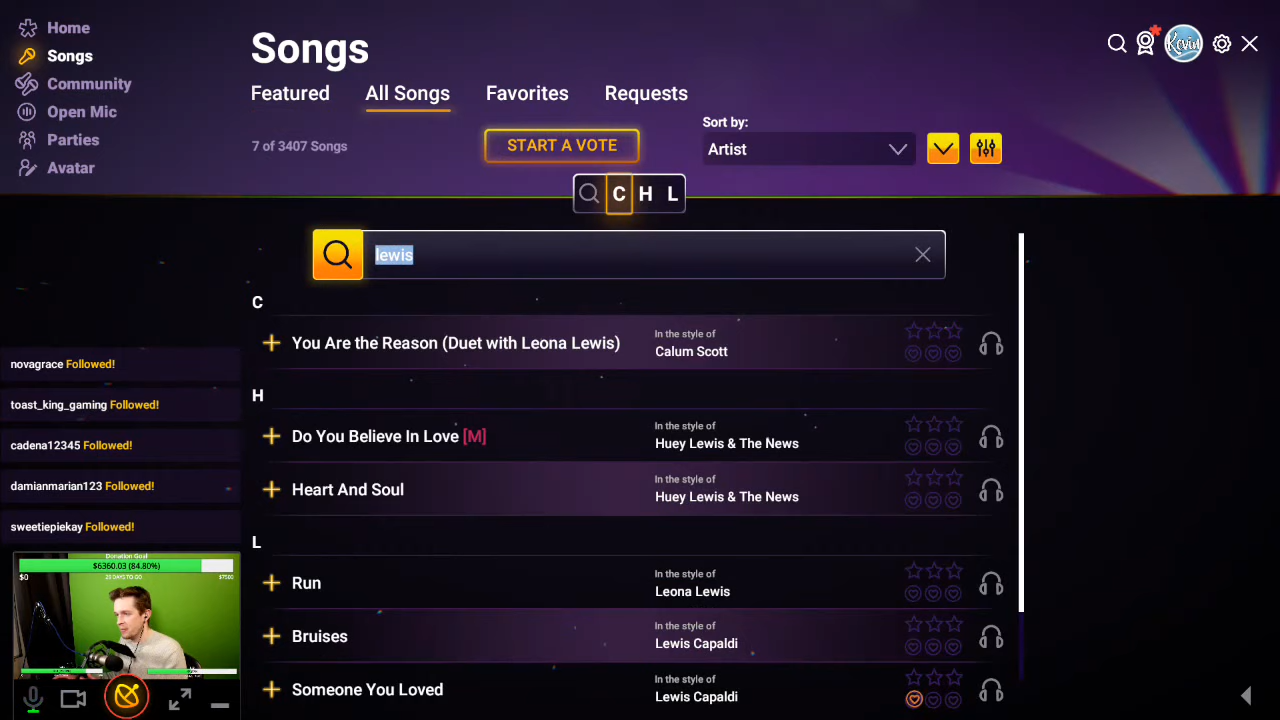 Home
Songs
Community
Open Mic
Parties
Avatar
Songs
Kevin
Featured
All Songs
Favorites
Requests
7 of 3407 Songs
START A VOTE
Sort by:
Artist
C H L
lewis
C
You Are the Reason (Duet with Leona Lewis)
In the style of
Calum Scott
H
Do You Believe In Love [M]
In the style of
Huey Lewis & The News
Heart And Soul
In the style of
Huey Lewis & The News
L
Run
In the style of
Leona Lewis
Bruises
In the style of
Lewis Capaldi
Someone You Loved
In the style of
Lewis Capaldi
novagrace Followed!
toast_king_gaming Followed!
cadena12345 Followed!
damianmarian123 Followed!
sweetiepiekay Followed!
Donation Goal
$6360.03 (84.80%)
$0
20 DAYS TO GO
$7500